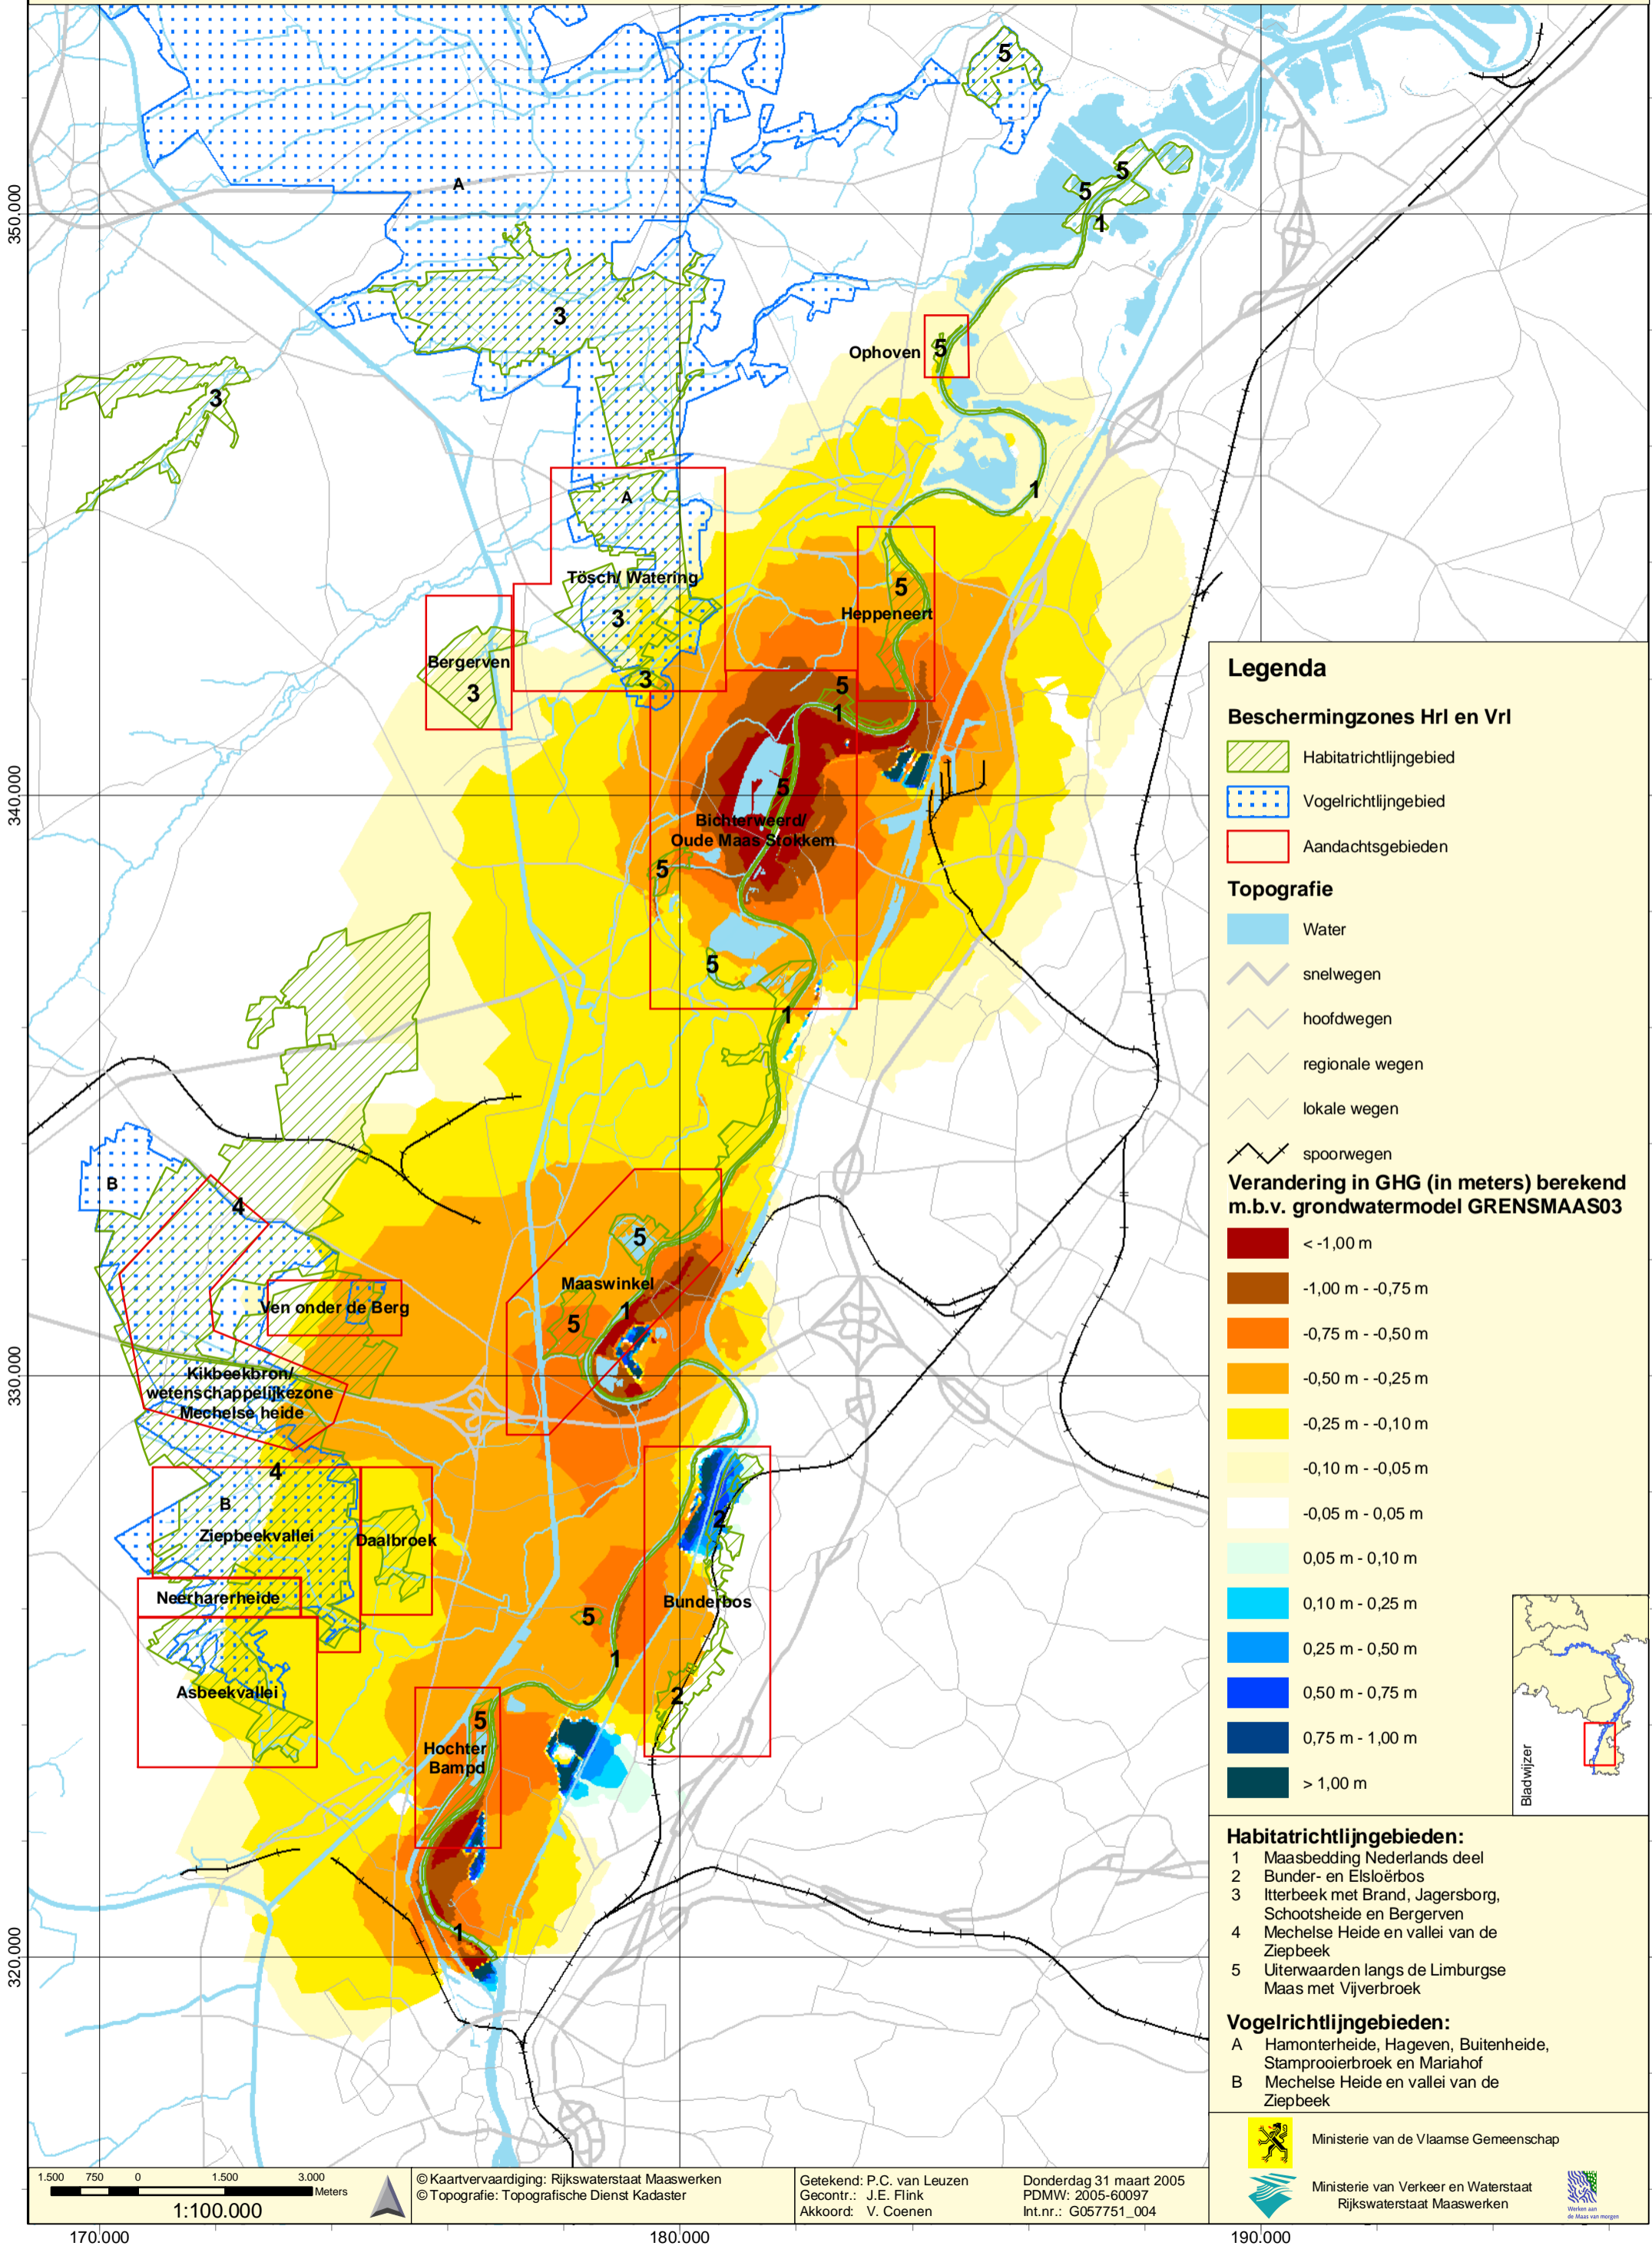 5
5
5
1
A
350.000
3
Ophoven
5
3
1
A
Tösch/ Watering
3
5
Heppeneert
Bergerven
3
3
5
1
340.000
5
Bichterweerd/
Oude Maas Stokkem
5
5
1
B
4
5
Maaswinkel
1
5
Ven onder de Berg
330.000
Kikbeekbron/
wetenschappelijkezone
Mechelse heide
4
B
Ziepbeekvallei
Daalbroek
2
Neerharerheide
Bunderbos
5
1
Asbeekvallei
2
5
Hochter
Bampd
1
320.000
Legenda
Beschermingzones Hrl en Vrl
Habitatrichtlijngebied
Vogelrichtlijngebied
Aandachtsgebieden
Topografie
Water
snelwegen
hoofdwegen
regionale wegen
lokale wegen
spoorwegen
Verandering in GHG (in meters) berekend
m.b.v. grondwatermodel GRENSMAAS03
< -1,00 m
-1,00 m - -0,75 m
-0,75 m - -0,50 m
-0,50 m - -0,25 m
-0,25 m - -0,10 m
-0,10 m - -0,05 m
-0,05 m - 0,05 m
0,05 m - 0,10 m
0,10 m - 0,25 m
0,25 m - 0,50 m
0,50 m - 0,75 m
0,75 m - 1,00 m
> 1,00 m
Bladwijzer
Habitatrichtlijngebieden:
1 Maasbedding Nederlands deel
2 Bunder- en Elsloërbos
3 Itterbeek met Brand, Jagersborg,
Schootsheide en Bergerven
4 Mechelse Heide en vallei van de
Ziepbeek
5 Uiterwaarden langs de Limburgse
Maas met Vijverbroek
Vogelrichtlijngebieden:
A Hamonterheide, Hageven, Buitenheide,
Stamprooierbroek en Mariahof
B Mechelse Heide en vallei van de
Ziepbeek
Ministerie van de Vlaamse Gemeenschap
Ministerie van Verkeer en Waterstaat
Rijkswaterstaat Maaswerken
Werken aan
de Maas van morgen
1.500 750 0 1.500 3.000
Meters
1:100.000
© Kaartvervaardiging: Rijkswaterstaat Maaswerken
© Topografie: Topografische Dienst Kadaster
Getekend: P.C. van Leuzen
Gecontr.: J.E. Flink
Akkoord: V. Coenen
Donderdag 31 maart 2005
PDMW: 2005-60097
Int.nr.: G057751_004
170.000 180.000 190.000